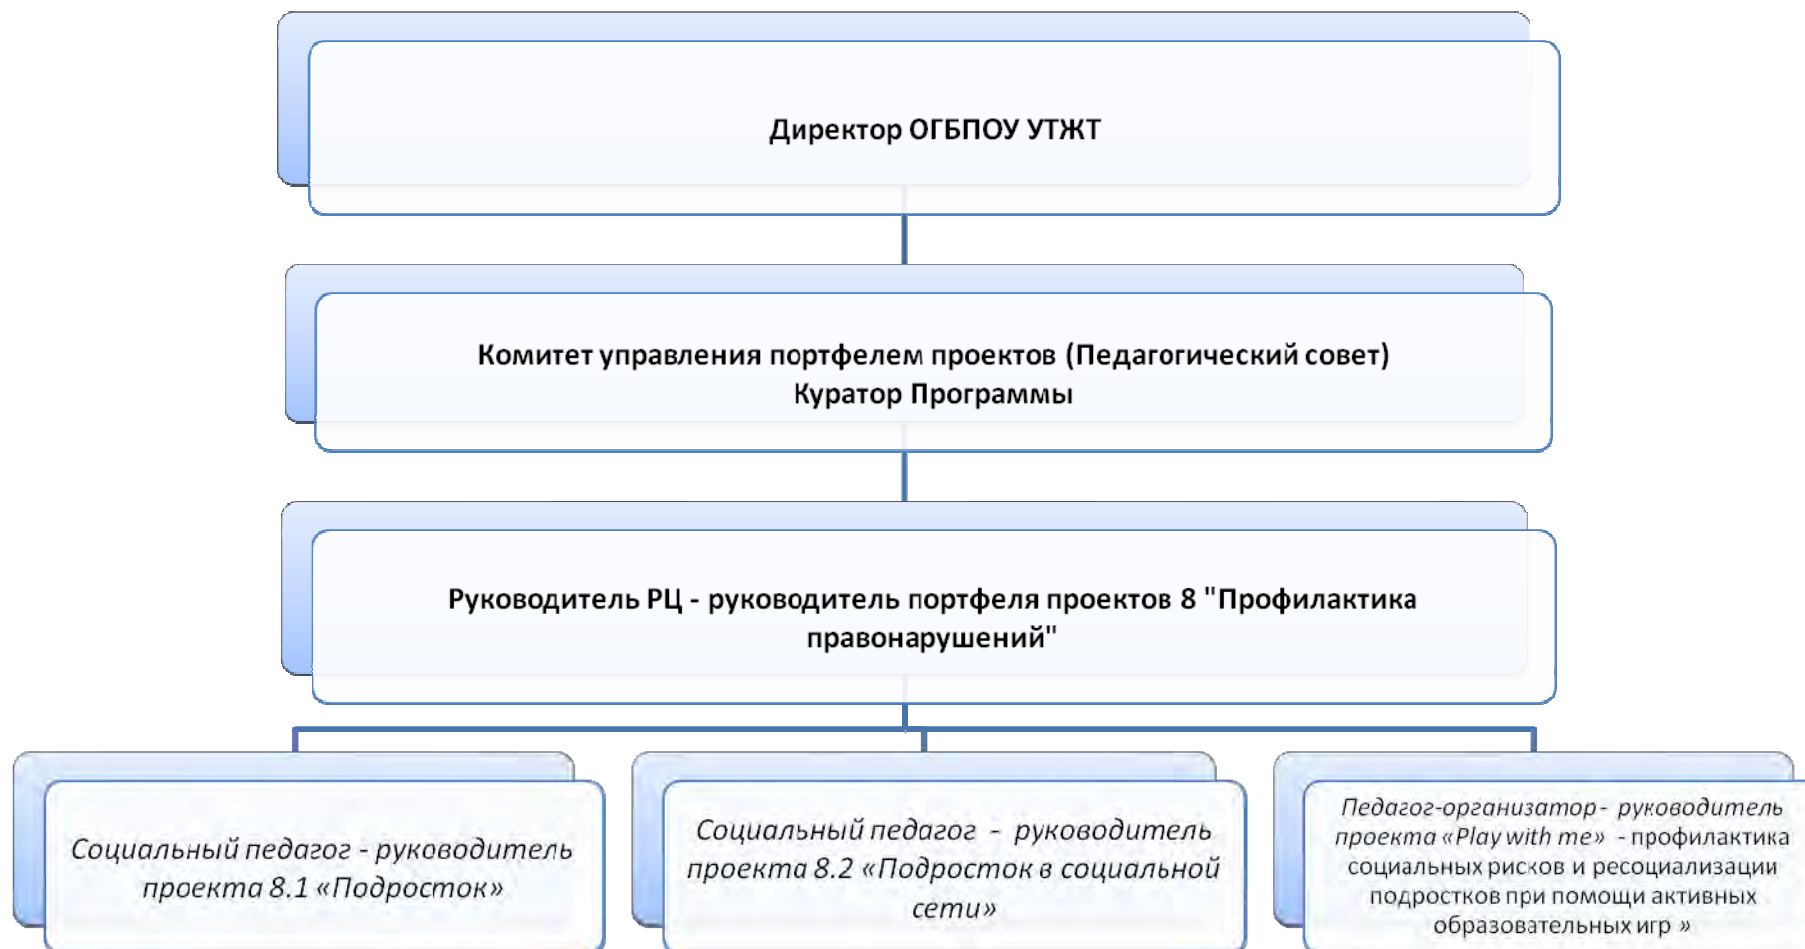 Директор ОГБПОУ УТЖТ
Комитет управления портфелем проектов (Педагогический совет)
Куратор Программы
Руководитель РЦ - руководитель портфеля проектов 8 "Профилактика
правонарушений"
Социальный педагог - руководитель
проекта 8.1 «Подросток»
Социальный педагог - руководитель
проекта 8.2 «Подросток в социальной
сети»
Педагог-организатор - руководитель
проекта «Play with me» - профилактика
социальных рисков и ресоциализации
подростков при помощи активных
образовательных игр »